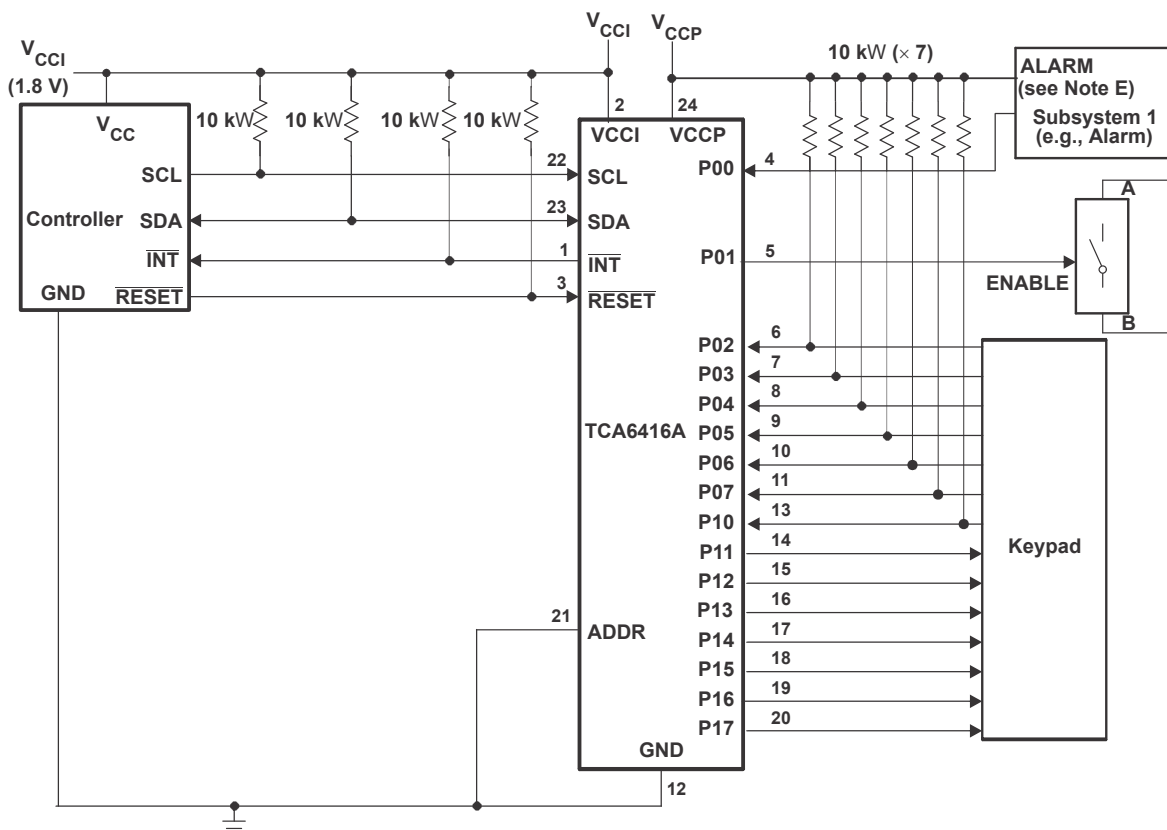 VCCI
(1.8 V)
VCCI
VCCP
10 kW (× 7)
ALARM
(see Note E)
Subsystem 1
(e.g., Alarm)
VCC
10 kW
10 kW
10 kW
10 kW
2
24
VCCI
VCCP
Controller
SCL
SDA
INT
RESET
GND
22
23
1
3
SCL
SDA
INT
RESET
TCA6416A
21
ADDR
GND
12
P00
4
P01
5
ENABLE
A
B
P02
6
P03
7
P04
8
P05
9
P06
10
P07
11
P10
13
P11
14
P12
15
P13
16
P14
17
P15
18
P16
19
P17
20
Keypad